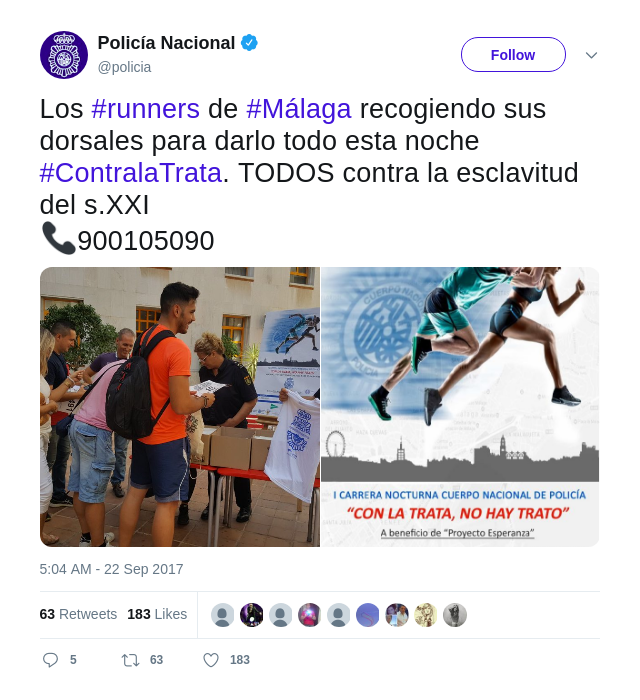 Policía Nacional
@policia
Follow
Los #runners de #Málaga recogiendo sus
dorsales para darlo todo esta noche
#ContralaTrata. TODOS contra la esclavitud
del s.XXI
900105090
I CARRERA NOCTURNA CUERPO NACIONAL DE POLICÍA
“CON LA TRATA, NO HAY TRATO”
A beneficio de “Proyecto Esperanza”
5:04 AM - 22 Sep 2017
63 Retweets 183 Likes
5 63 183